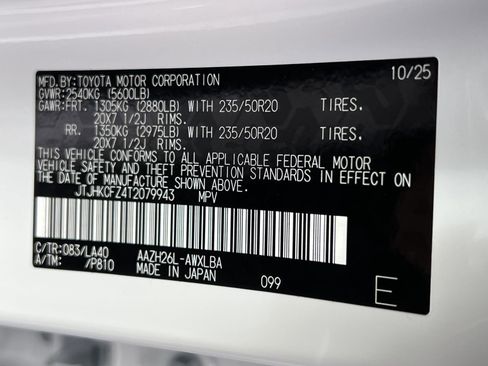 MFD.BY:TOYOTA MOTOR CORPORATION 10/25
GVWR:2540KG (5600LB)
GAWR:FRT. 1305KG (2880LB) WITH 235/50R20 TIRES.
20X7 1/2J RIMS.
RR. 1350KG (2975LB) WITH 235/50R20 TIRES.
20X7 1/2J RIMS.
THIS VEHICLE CONFORMS TO ALL APPLICABLE FEDERAL MOTOR
VEHICLE SAFETY AND THEFT PREVENTION STANDARDS IN EFFECT ON
THE DATE OF MANUFACTURE SHOWN ABOVE.
JTJHKCFZ4T2079943 MPV
C/TR:083/LA40 AAZH26L-AWXLBA
A/TM: /P810 MADE IN JAPAN 099 E